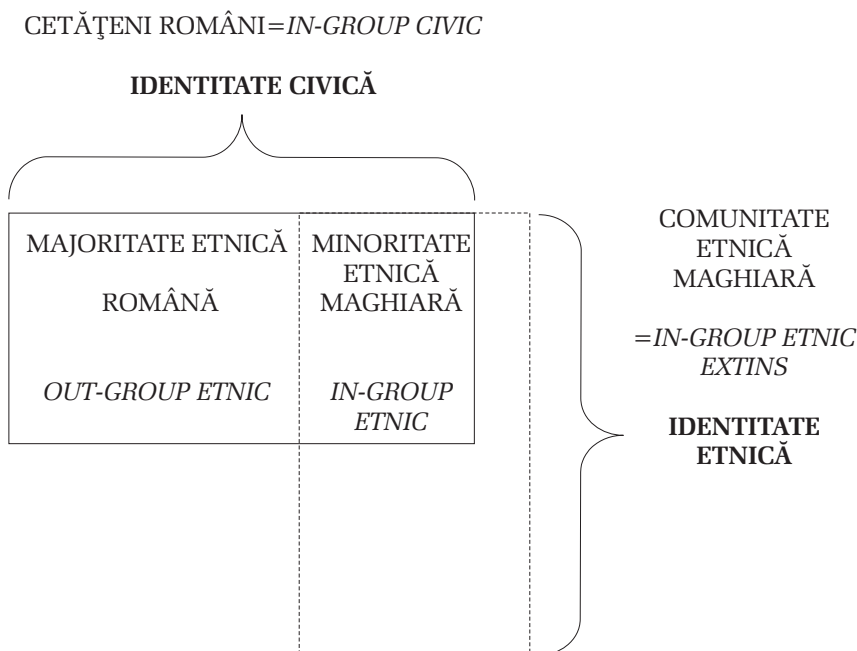 CETĂŢENI ROMÂNI=IN-GROUP CIVIC
IDENTITATE CIVICĂ
MAJORITATE ETNICĂ
ROMÂNĂ
OUT-GROUP ETNIC
MINORITATE
ETNICĂ
MAGHIARĂ
IN-GROUP
ETNIC
COMUNITATE
ETNICĂ
MAGHIARĂ
=IN-GROUP ETNIC
EXTINS
IDENTITATE
ETNICĂ